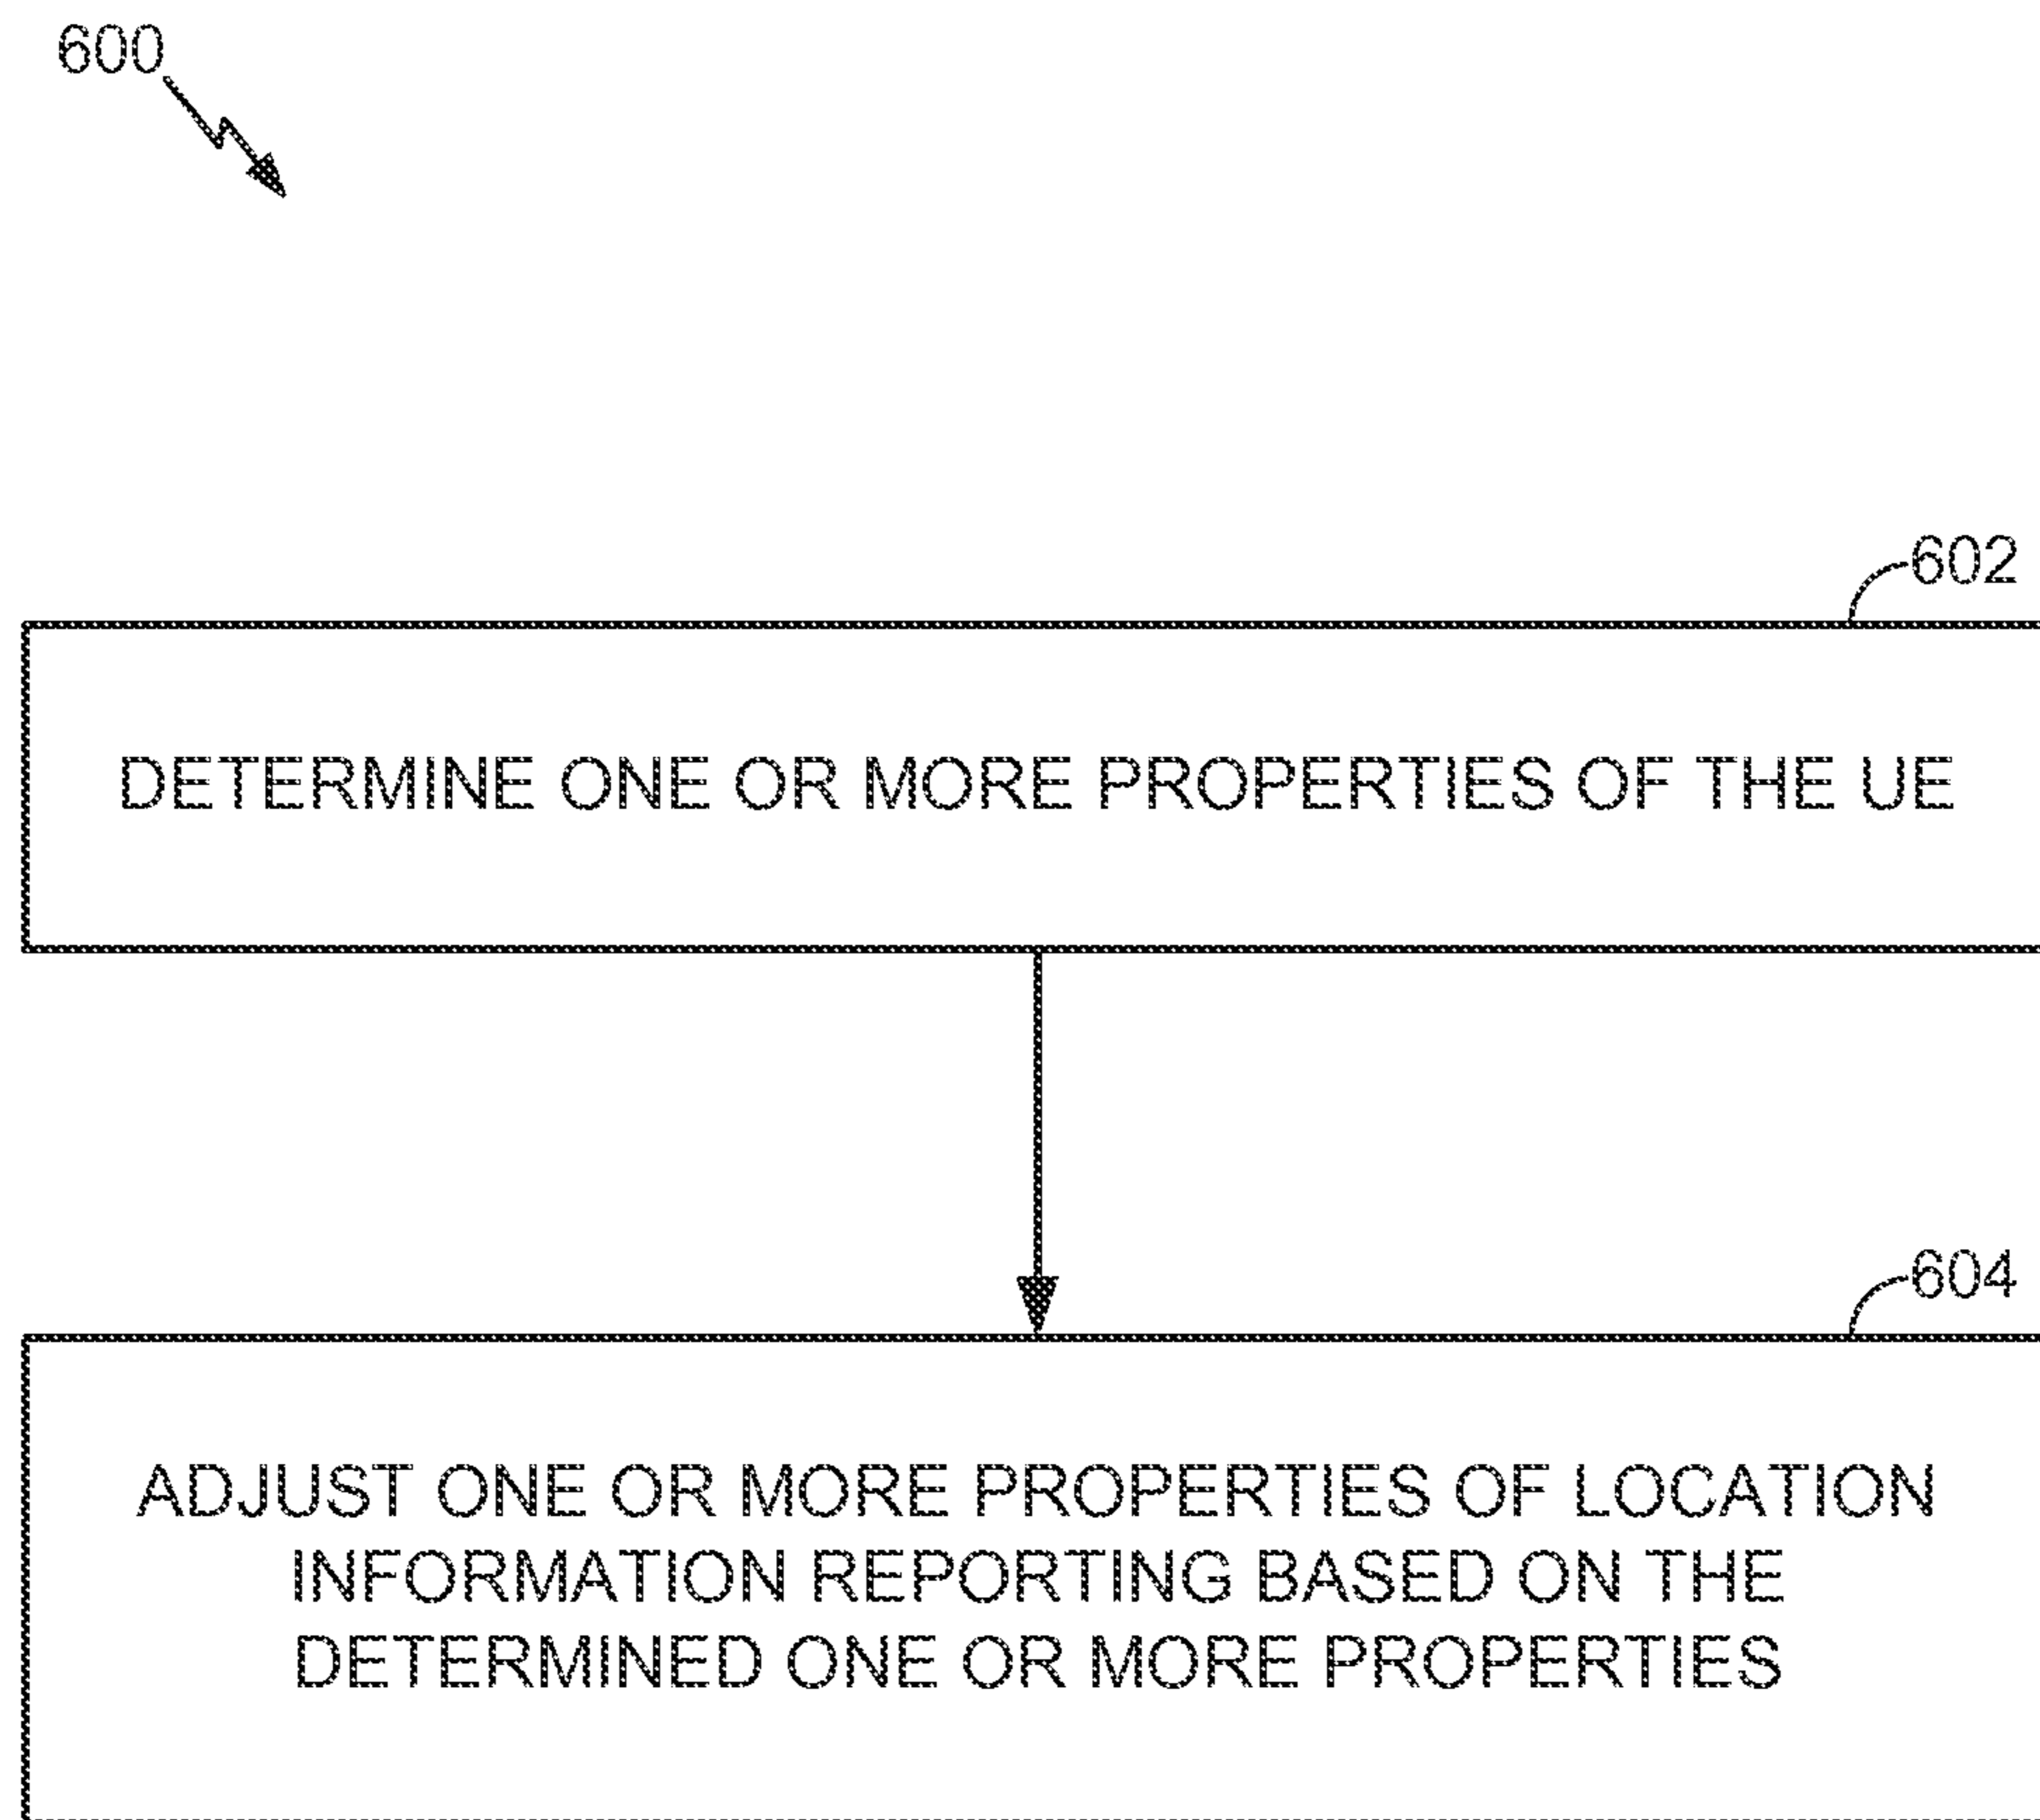 600
602
DETERMINE ONE OR MORE PROPERTIES OF THE UE
604
ADJUST ONE OR MORE PROPERTIES OF LOCATION
INFORMATION REPORTING BASED ON THE
DETERMINED ONE OR MORE PROPERTIES